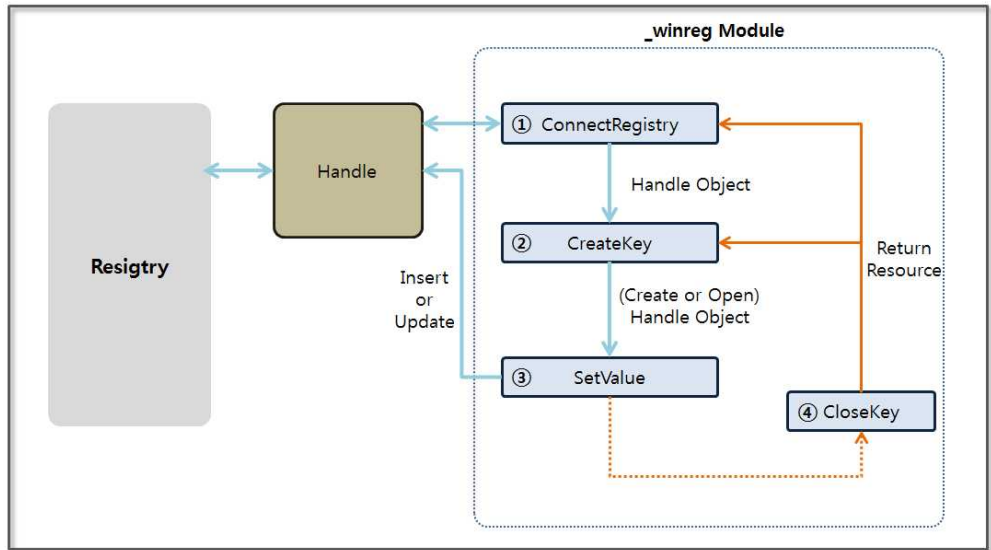 _winreg Module
Resigtry
Handle
① ConnectRegistry
Handle Object
② CreateKey
(Create or Open)
Handle Object
Insert
or
Update
③ SetValue
Return
Resource
④ CloseKey